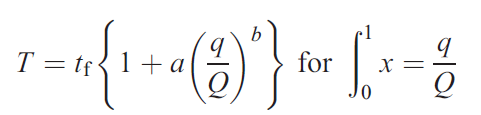 T = t_f { 1 + a ( q / Q )^b } for ∫_0^1 x = q / Q